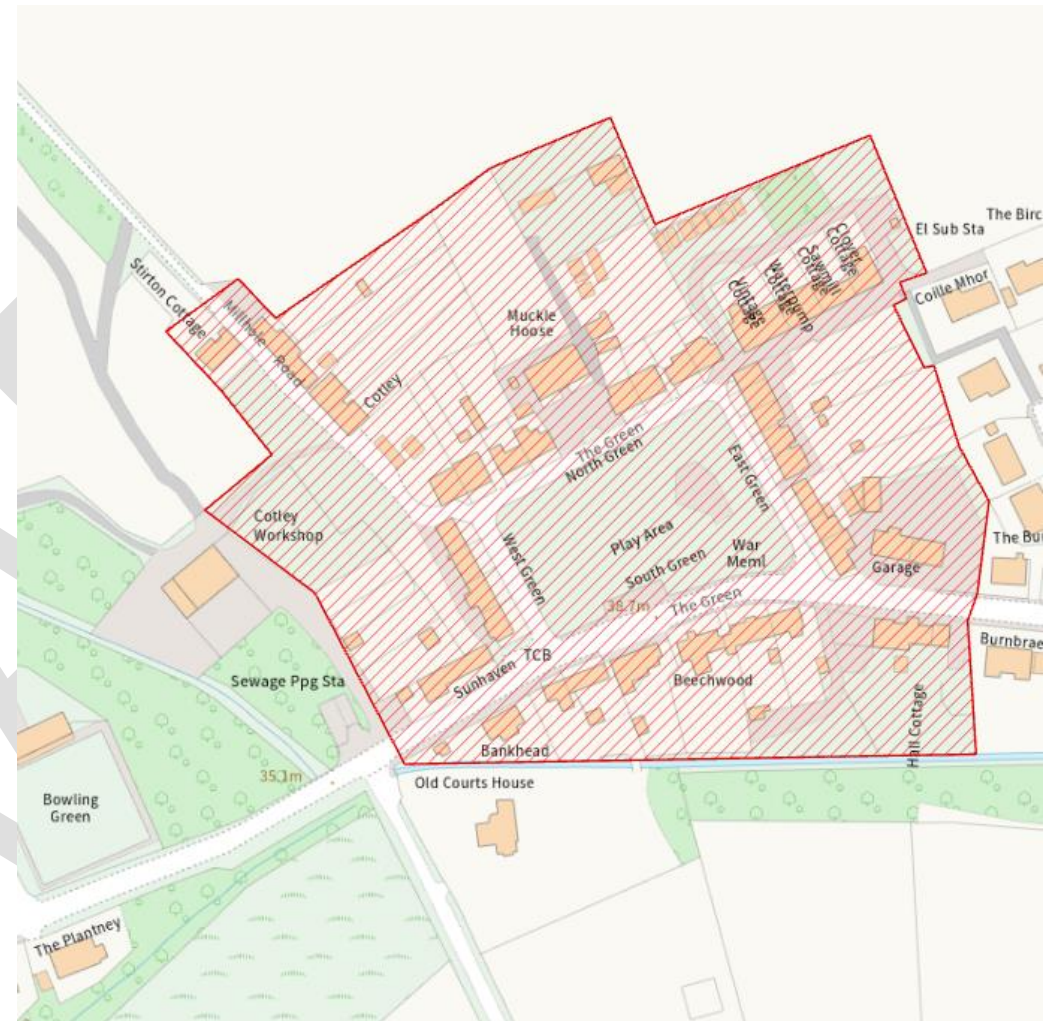 The Birc
El Sub Sta
Clover
Cottage
Sawmill
Cottage
Water Pump
Cottage
Vintage
Cottage
Coille Mhor
Stirton Cottage
Millhole
Road
Muckle
Hoose
Cotley
The Green
North Green
East Green
Cotley
Workshop
West Green
Play Area
South Green
War
Meml
38.7m
The Green
Garage
The Bu
Burnbrae
TCB
Sunhaven
Sewage Ppg Sta
Beechwood
Hall Cottage
Bankhead
Old Courts House
35.1m
Bowling
Green
The Plantney